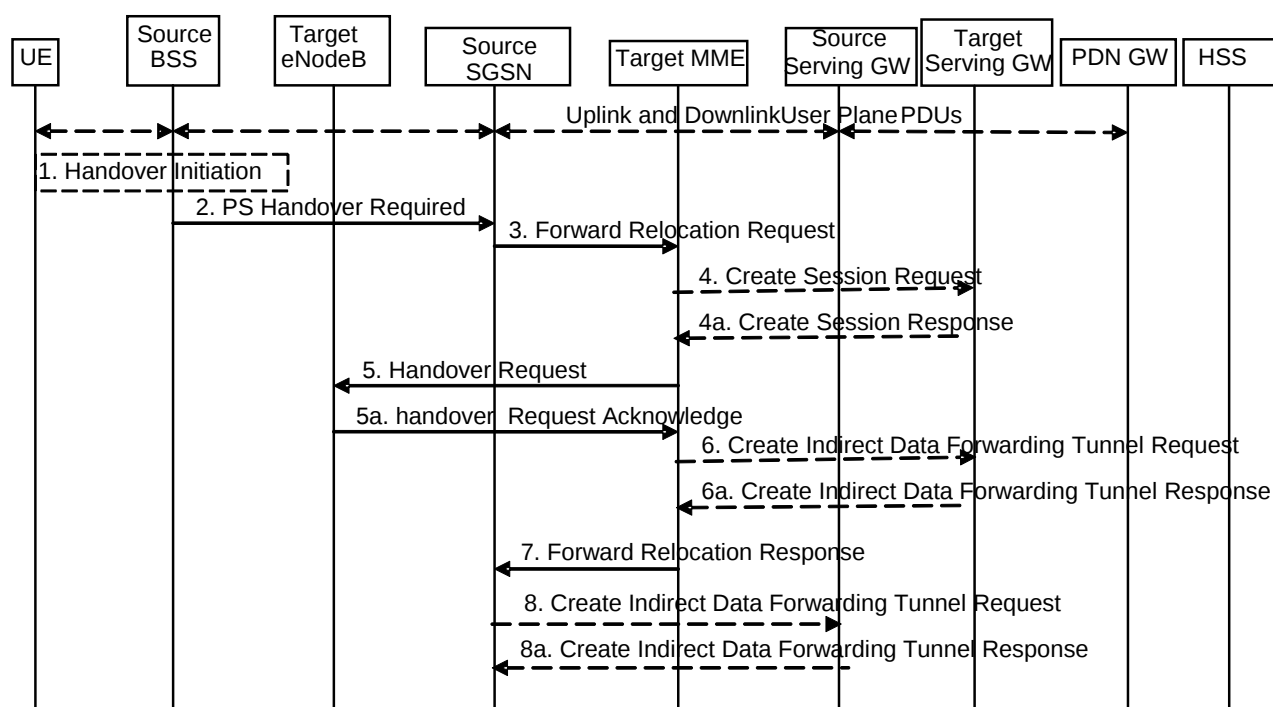 UE
Source
BSS
Target
eNodeB
Source
SGSN
Target MME
Source
Serving GW
Target
Serving GW
PDN GW
HSS
Uplink and DownlinkUser Plane PDUs
1. Handover Initiation
2. PS Handover Required
3. Forward Relocation Request
4. Create Session Request
4a. Create Session Response
5. Handover Request
5a. handover Request Acknowledge
6. Create Indirect Data Forwarding Tunnel Request
6a. Create Indirect Data Forwarding Tunnel Response
7. Forward Relocation Response
8. Create Indirect Data Forwarding Tunnel Request
8a. Create Indirect Data Forwarding Tunnel Response